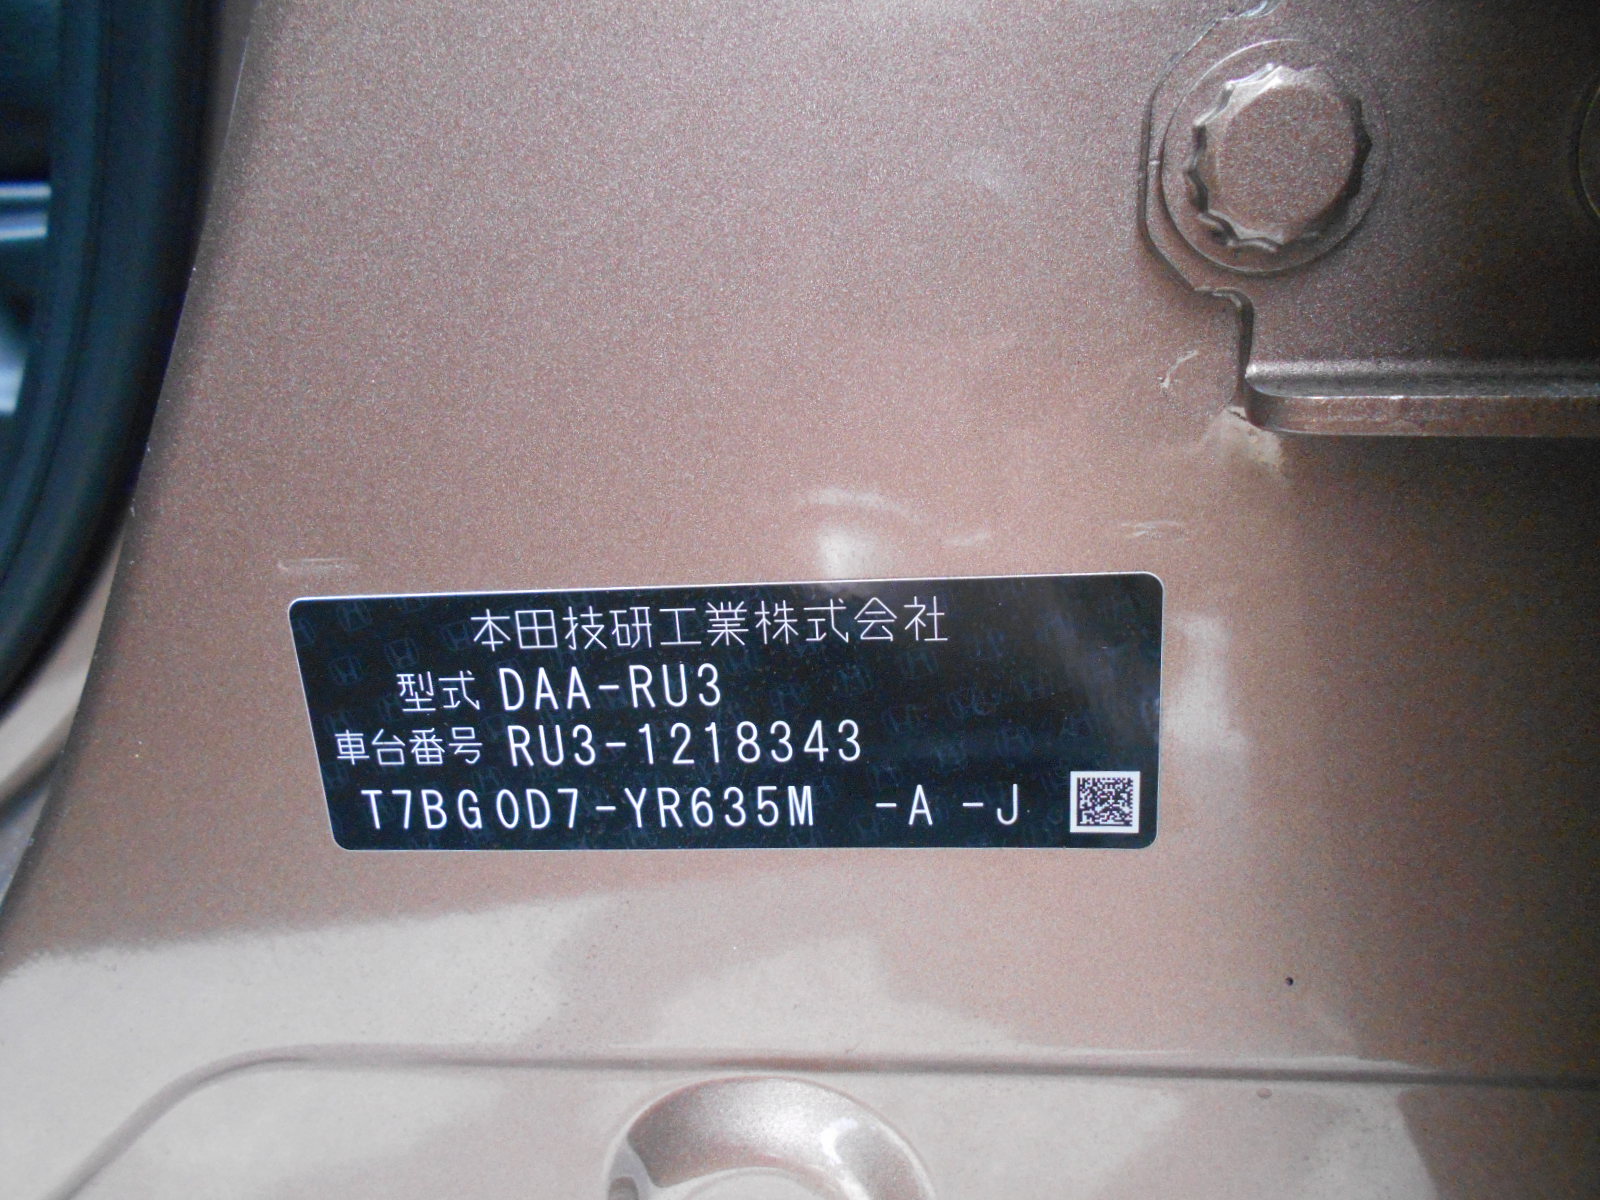 本田技研工業株式会社
型式 DAA-RU3
車台番号 RU3-1218343
T7BG0D7-YR635M -A -J